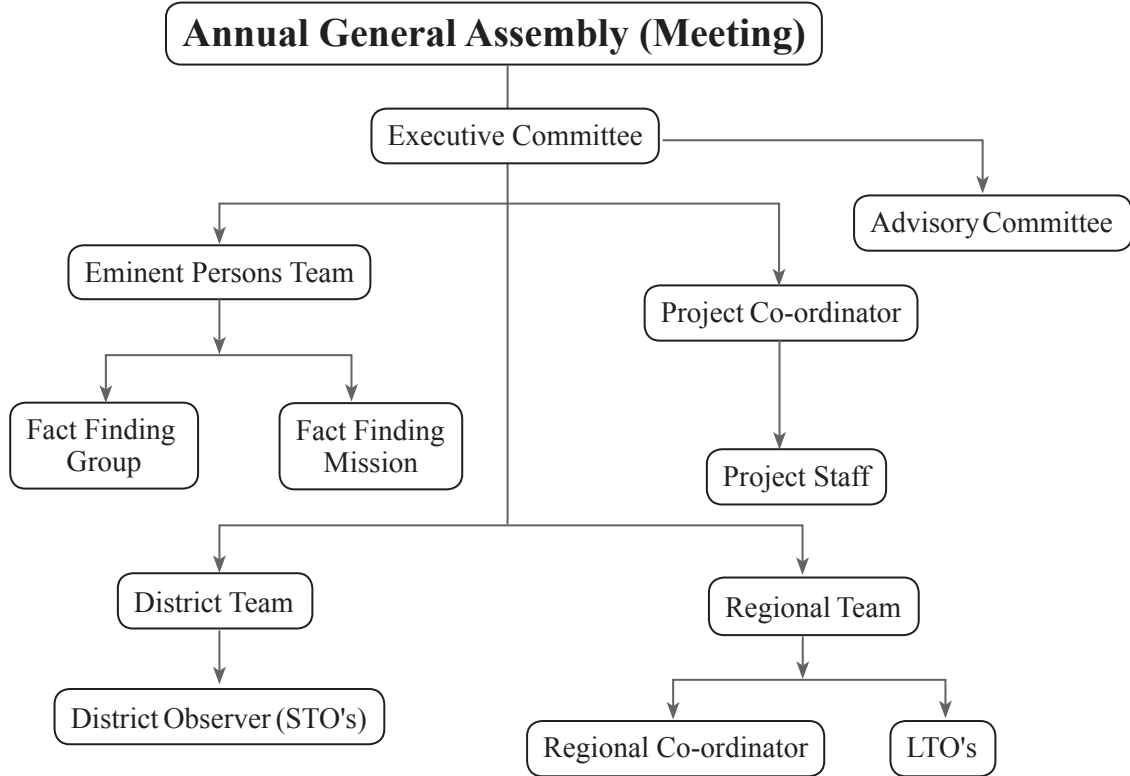 Annual General Assembly (Meeting)
Executive Committee
Advisory Committee
Eminent Persons Team
Project Co-ordinator
Fact Finding
Group
Fact Finding
Mission
Project Staff
District Team
Regional Team
District Observer (STO's)
Regional Co-ordinator
LTO's